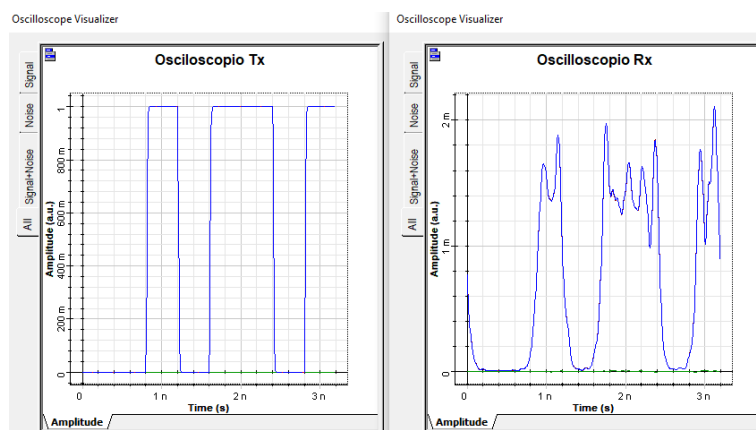 Oscilloscope Visualizer
Osciloscopio Tx
Signal
Noise
Signal+Noise
All
Amplitude (a.u.)
1
800 m
600 m
400 m
200 m
0
0
1 n
2 n
3 n
Time (s)
Amplitude
Oscilloscope Visualizer
Osciloscopio Rx
Signal
Noise
Signal+Noise
All
Amplitude (a.u.)
2 m
1 m
0
0
1 n
2 n
3 n
Time (s)
Amplitude